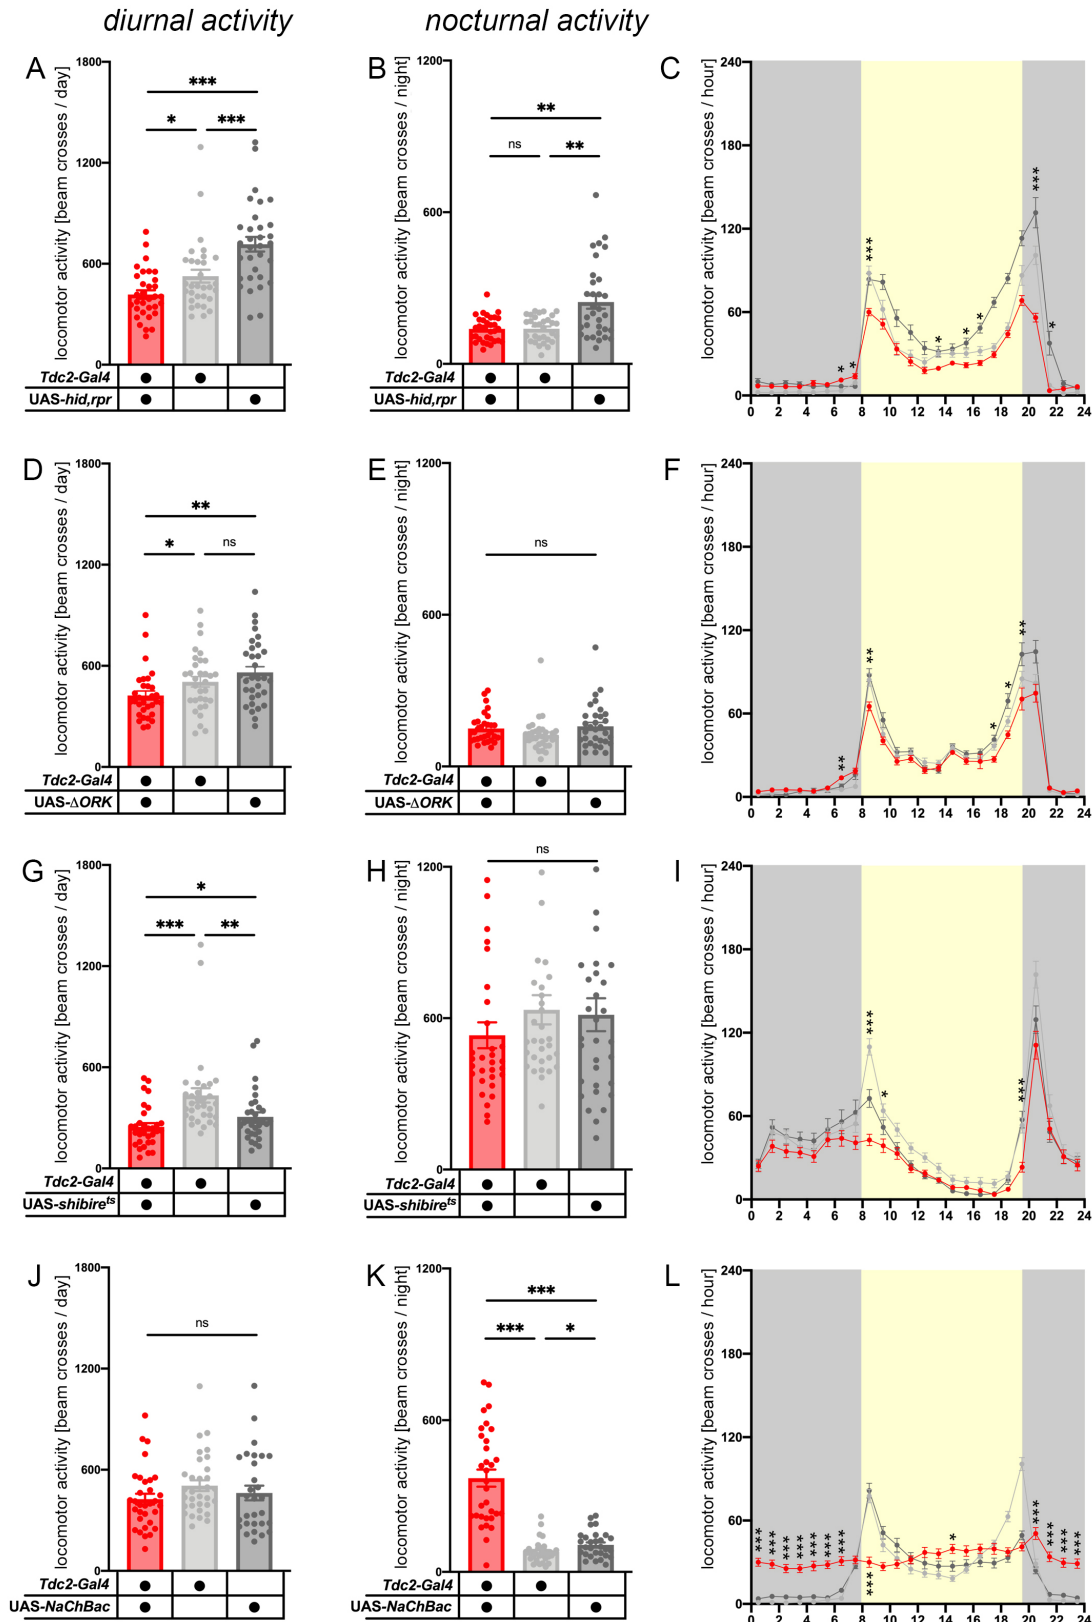 diurnal activity
nocturnal activity
A
locomotor activity [beam crosses / day]
1800
1200
600
0
***
*
***
Tdc2-Gal4
UAS-hid,rpr
B
locomotor activity [beam crosses / night]
1200
600
0
**
ns
**
Tdc2-Gal4
UAS-hid,rpr
C
locomotor activity [beam crosses / hour]
240
180
120
60
0
***
*
*
*
*
*
***
*
0 2 4 6 8 10 12 14 16 18 20 22 24
D
locomotor activity [beam crosses / day]
1800
1200
600
0
**
*
ns
Tdc2-Gal4
UAS-ΔORK
E
locomotor activity [beam crosses / night]
1200
600
0
ns
Tdc2-Gal4
UAS-ΔORK
F
locomotor activity [beam crosses / hour]
240
180
120
60
0
**
**
*
*
**
0 2 4 6 8 10 12 14 16 18 20 22 24
G
locomotor activity [beam crosses / day]
1800
1200
600
0
*
***
**
Tdc2-Gal4
UAS-shibire^ts
H
locomotor activity [beam crosses / night]
1200
600
0
ns
Tdc2-Gal4
UAS-shibire^ts
I
locomotor activity [beam crosses / hour]
240
180
120
60
0
***
*
***
0 2 4 6 8 10 12 14 16 18 20 22 24
J
locomotor activity [beam crosses / day]
1800
1200
600
0
ns
Tdc2-Gal4
UAS-NaChBac
K
locomotor activity [beam crosses / night]
1200
600
0
***
***
*
Tdc2-Gal4
UAS-NaChBac
L
locomotor activity [beam crosses / hour]
240
180
120
60
0
***
***
***
***
***
***
***
***
*
***
***
***
***
0 2 4 6 8 10 12 14 16 18 20 22 24